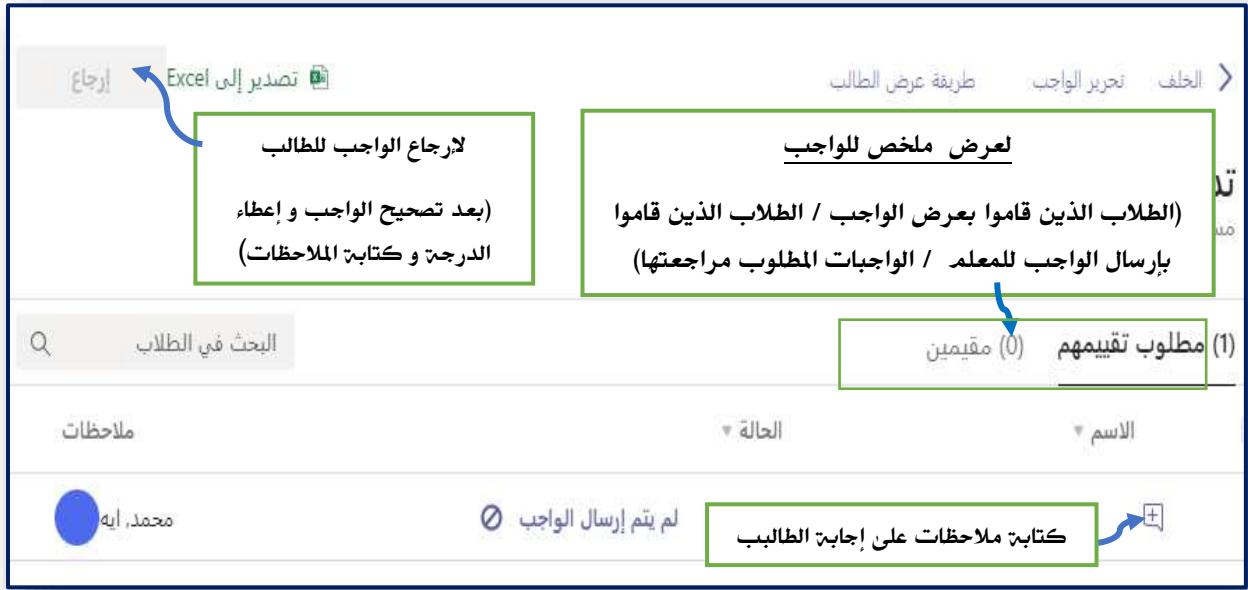 الخلف تحرير الواجب طريقة عرض الطالب تصدير إلى Excel إرجاع
لعرض ملخص للواجب
(الطلاب الذين قاموا بعرض الواجب / الطلاب الذين قاموا
بإرسال الواجب للمعلم / الواجبات المطلوب مراجعتها)
لإرجاع الواجب للطالب
(بعد تصحيح الواجب و إعطاء
الدرجة و كتابة الملاحظات)
(1) مطلوب تقييمهم (0) مقيمين البحث في الطلاب
الاسم الحالة ملاحظات
كتابة ملاحظات على إجابة الطالبب لم يتم إرسال الواجب محمد, ايه